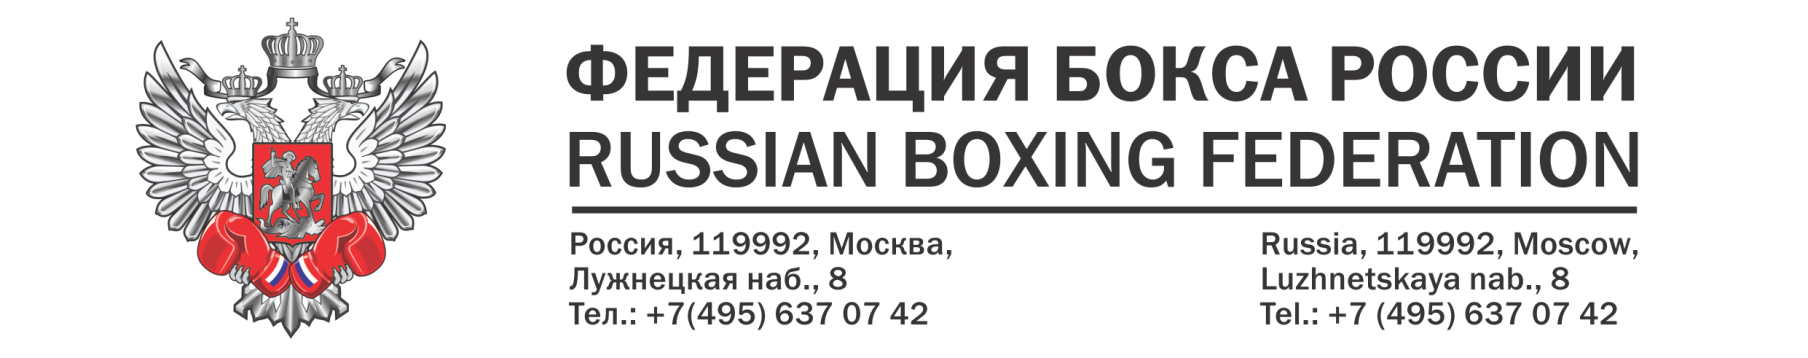 ФЕДЕРАЦИЯ БОКСА РОССИИ
RUSSIAN BOXING FEDERATION
Россия, 119992, Москва,
Лужнецкая наб., 8
Тел.: +7(495) 637 07 42
Russia, 119992, Moscow,
Luzhnetskaya nab., 8
Tel.: +7 (495) 637 07 42